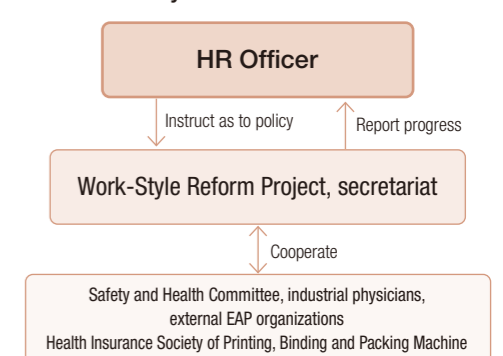 HR Officer
Instruct as to policy
Report progress
Work-Style Reform Project, secretariat
Cooperate
Safety and Health Committee, industrial physicians,
external EAP organizations
Health Insurance Society of Printing, Binding and Packing Machine